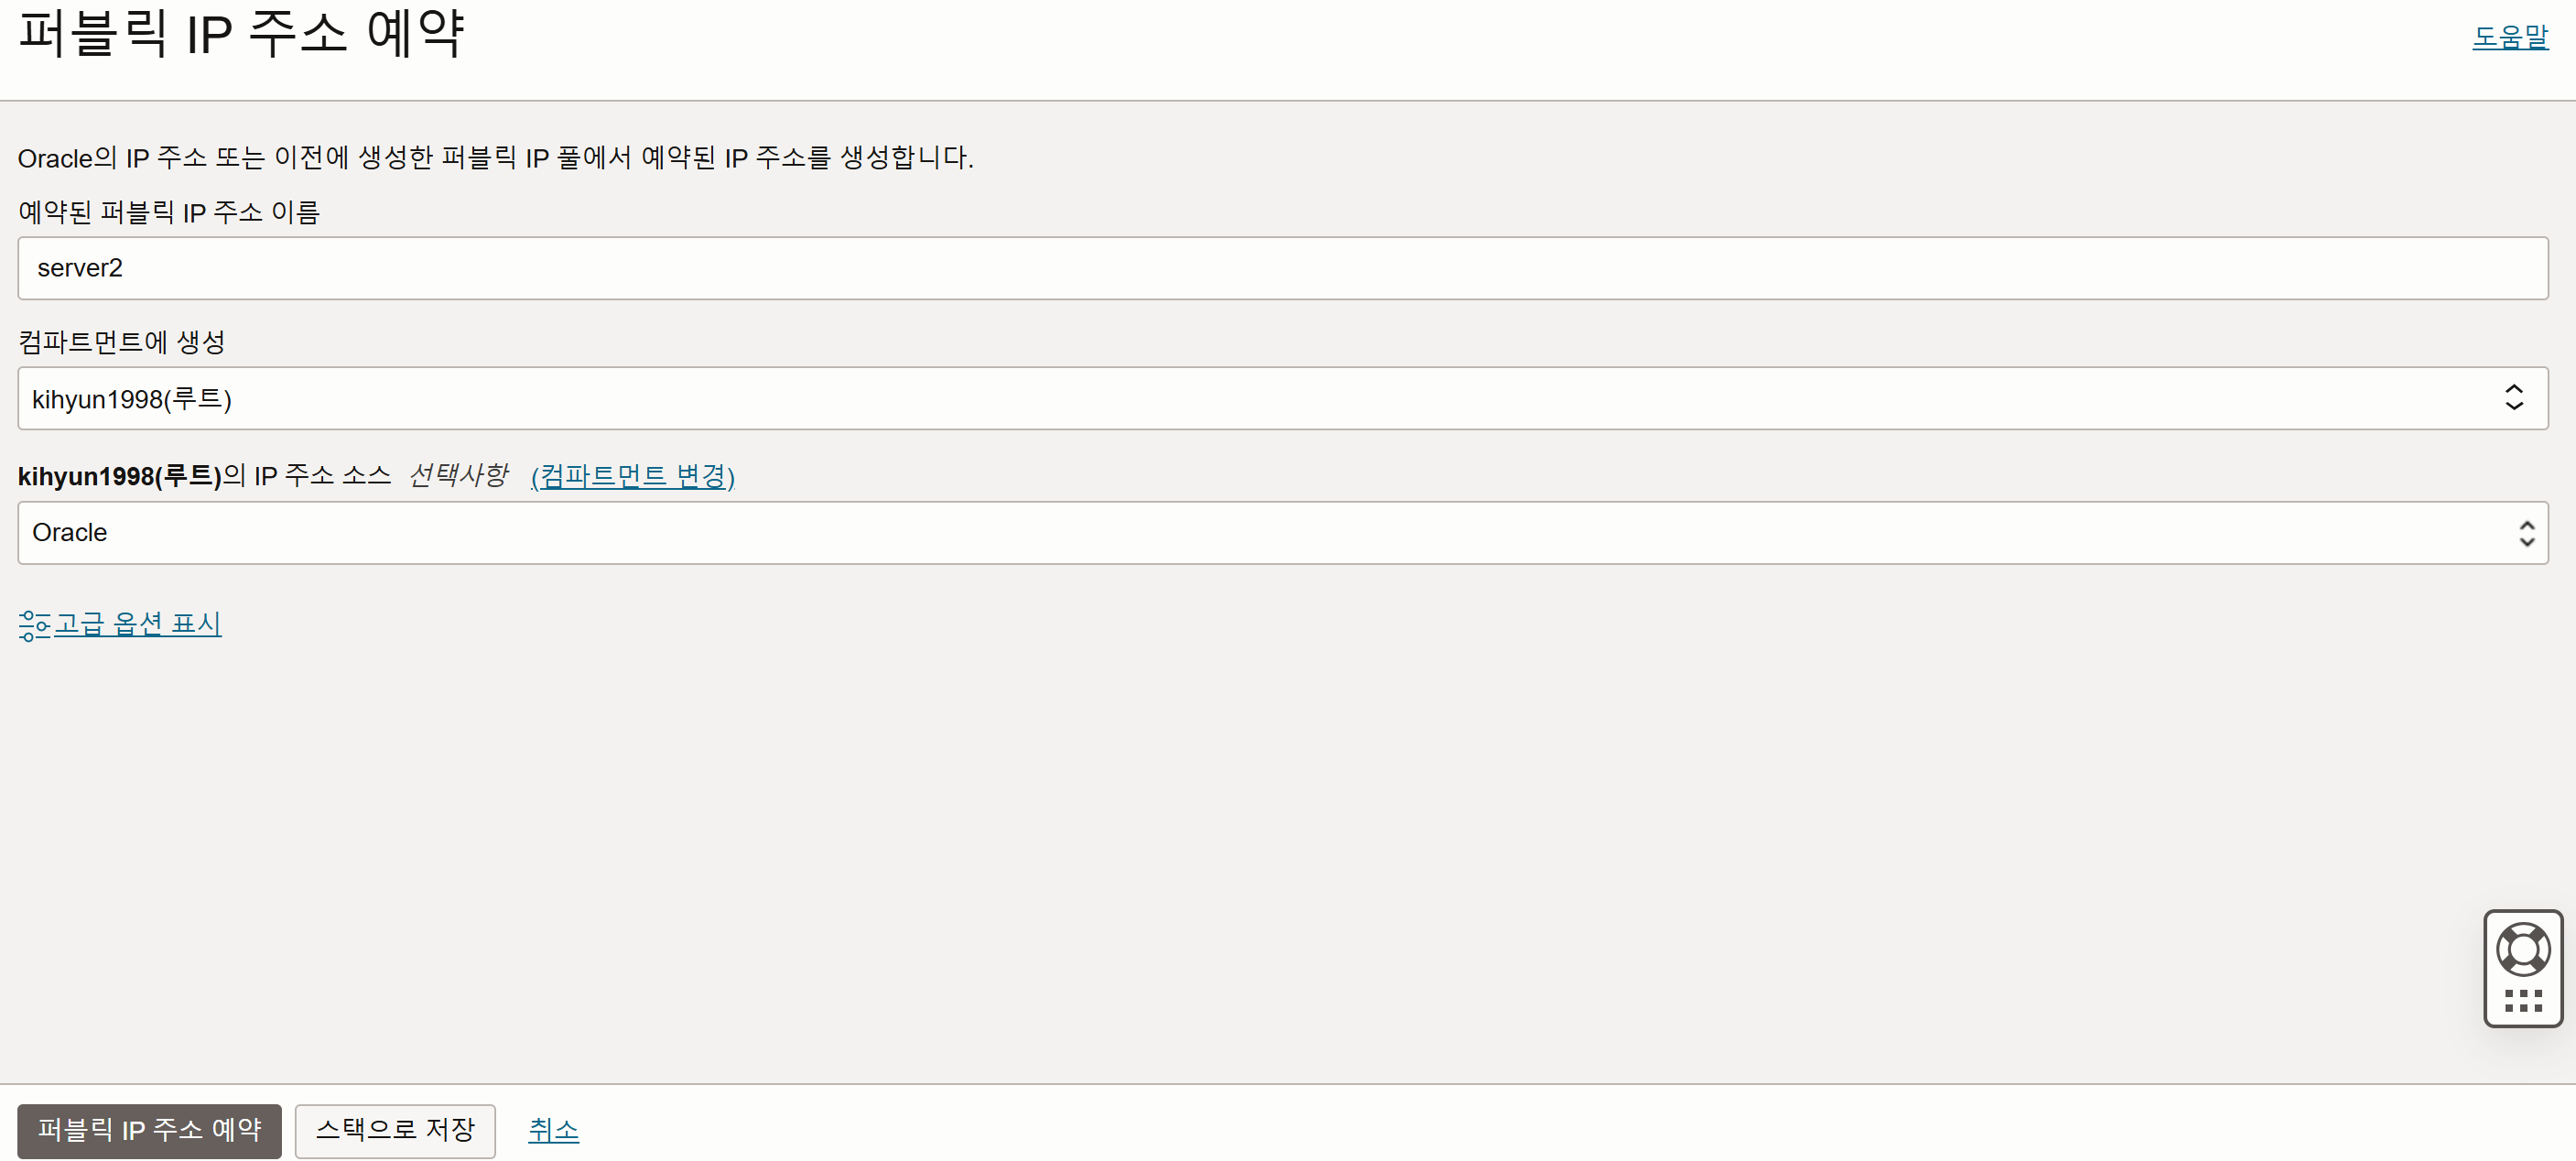 퍼블릭 IP 주소 예약
도움말
Oracle의 IP 주소 또는 이전에 생성한 퍼블릭 IP 풀에서 예약된 IP 주소를 생성합니다.
예약된 퍼블릭 IP 주소 이름
server2
컴파트먼트에 생성
kihyun1998(루트)
kihyun1998(루트)의 IP 주소 소스 선택사항 (컴파트먼트 변경)
Oracle
고급 옵션 표시
퍼블릭 IP 주소 예약 스택으로 저장 취소